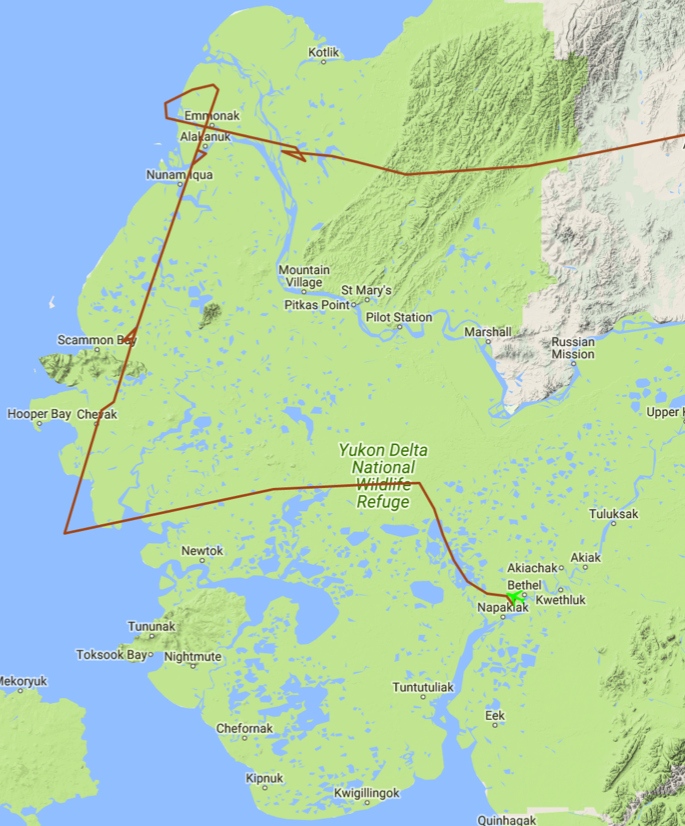 Kotlik
Emmonak
Alakanuk
Nunam Iqua
Mountain
Village
St Mary's
Pitkas Point
Pilot Station
Marshall
Russian
Mission
Scammon Bay
Hooper Bay
Chevak
Upper
Yukon Delta
National
Wildlife
Refuge
Tuluksak
Newtok
Akiachak
Akiak
Bethel
Kwethluk
Napakiak
Tununak
Toksook Bay
Nightmute
Mekoryuk
Tuntutuliak
Eek
Chefornak
Kipnuk
Kwigillingok
Quinhagak